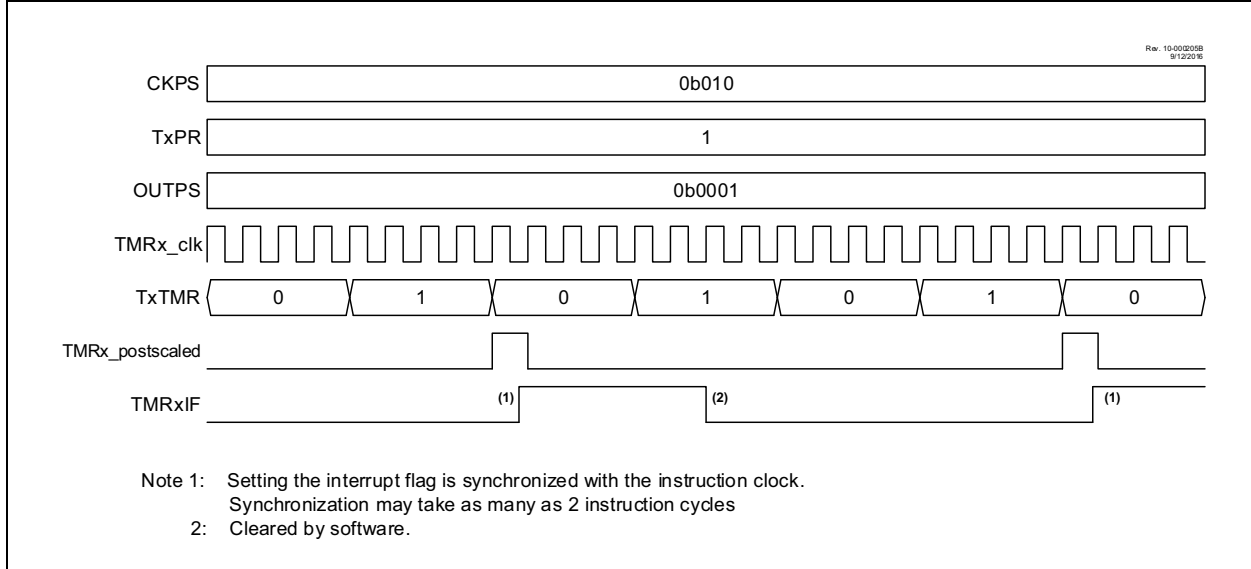 Rev. 10-000205B
9/12/2016
CKPS 0b010
TxPR 1
OUTPS 0b0001
TMRx_clk
TxTMR 0 1 0 1 0 1 0
TMRx_postscaled
TMRxIF (1) (2) (1)
Note 1: Setting the interrupt flag is synchronized with the instruction clock.
Synchronization may take as many as 2 instruction cycles
2: Cleared by software.